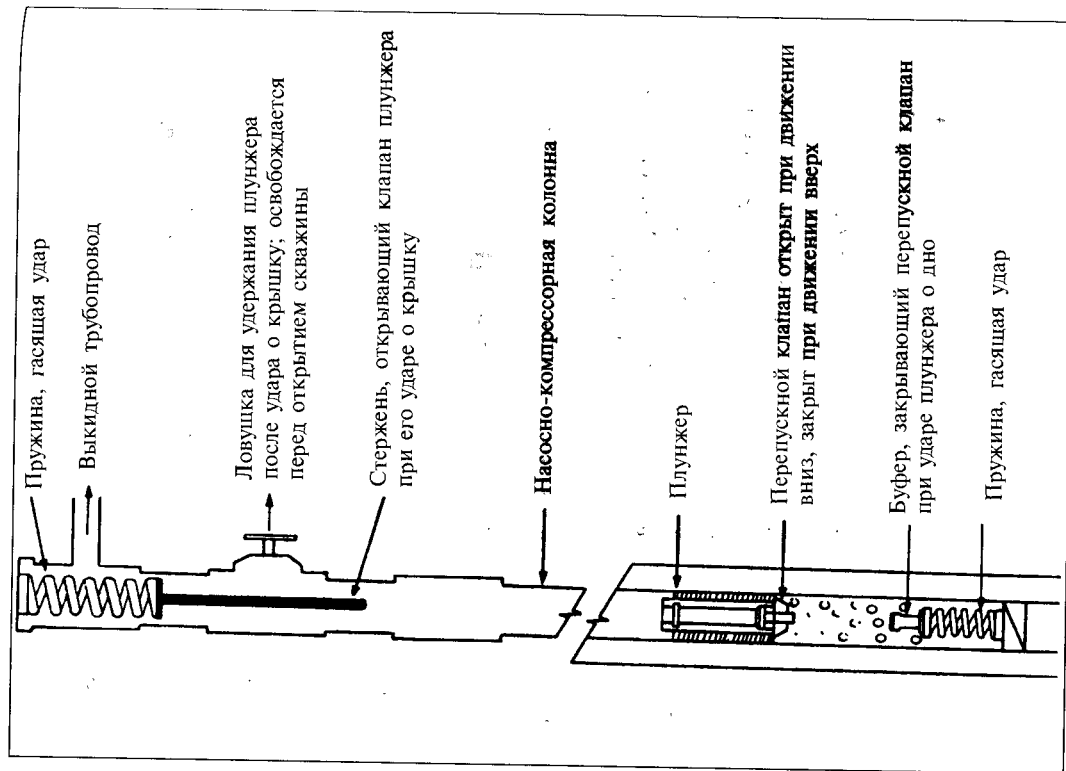 Пружина, гасящая удар
Выкидной трубопровод
Ловушка для удержания плунжера
после удара о крышку; освобождается
перед открытием скважины
Стержень, открывающий клапан плунжера
при его ударе о крышку
Насосно-компрессорная колонна
Плунжер
Перепускной клапан открыт при движении
вниз, закрыт при движении вверх
Буфер, закрывающий перепускной клапан
при ударе плунжера о дно
Пружина, гасящая удар